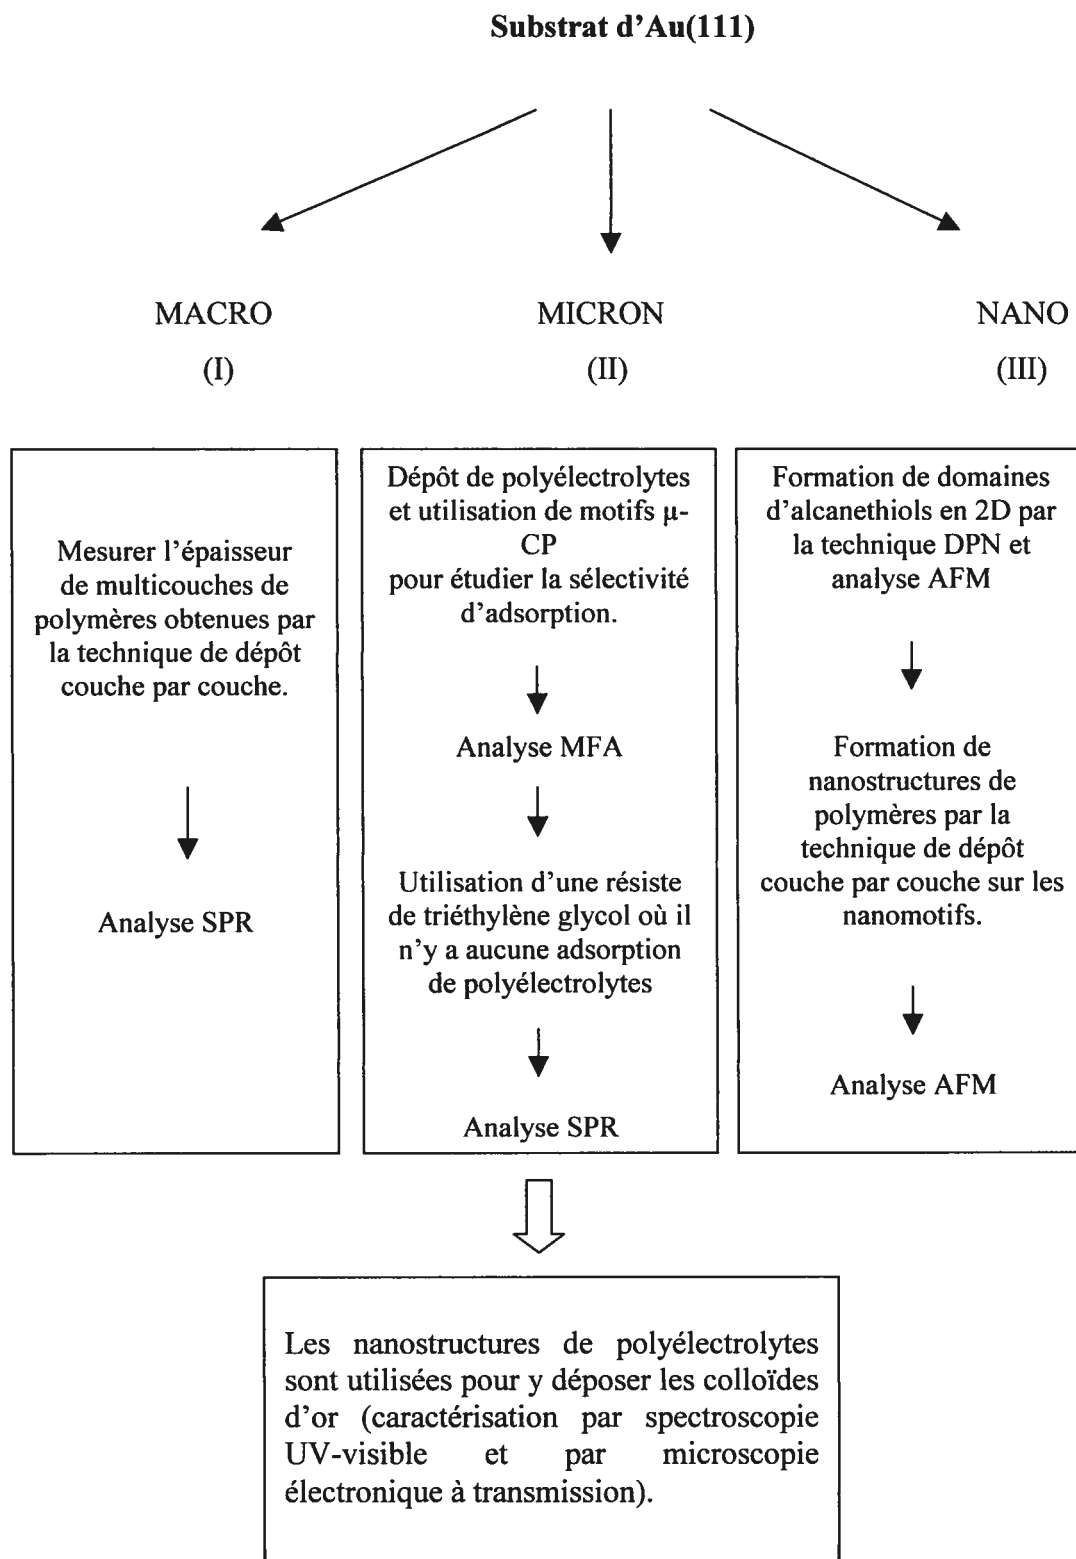 Substrat d'Au(111)
MACRO
(I)
MICRON
(II)
NANO
(III)
Mesurer l'épaisseur
de multicouches de
polymères obtenues par
la technique de dépôt
couche par couche.
Analyse SPR
Dépôt de polyélectrolytes
et utilisation de motifs µ-
CP
pour étudier la sélectivité
d'adsorption.
Analyse MFA
Utilisation d'une résiste
de triéthylène glycol où il
n'y a aucune adsorption
de polyélectrolytes
Analyse SPR
Formation de domaines
d'alcanethiols en 2D par
la technique DPN et
analyse AFM
Formation de
nanostructures de
polymères par la
technique de dépôt
couche par couche sur les
nanomotifs.
Analyse AFM
Les nanostructures de polyélectrolytes
sont utilisées pour y déposer les colloïdes
d'or (caractérisation par spectroscopie
UV-visible et par microscopie
électronique à transmission).